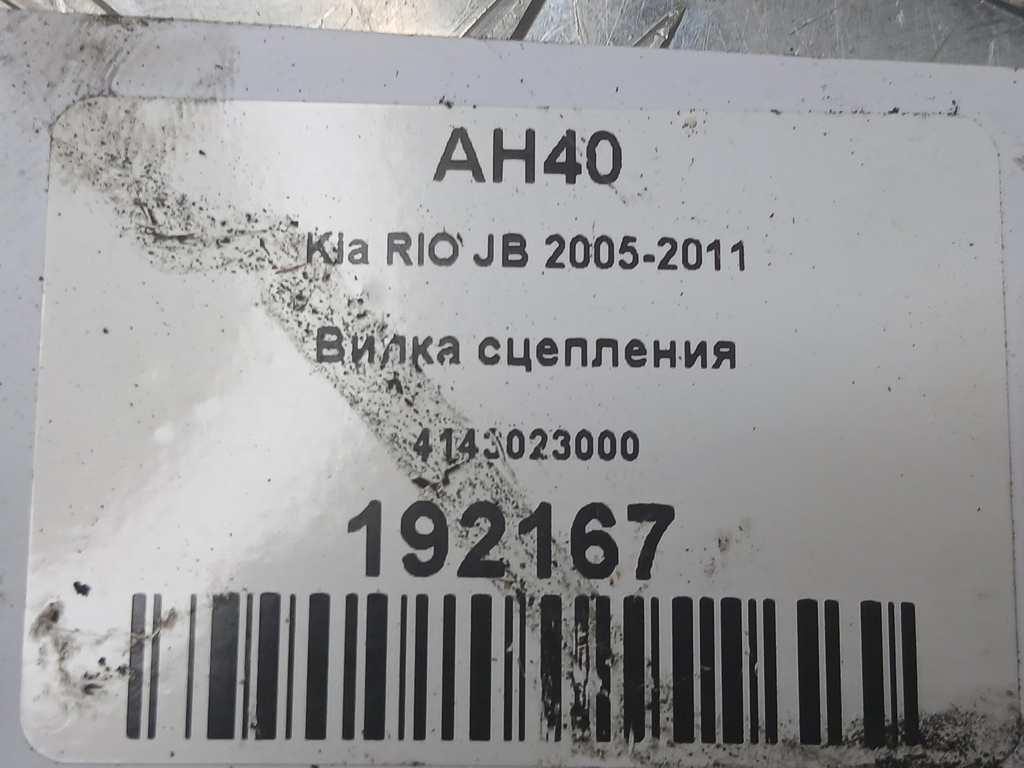 AH40
Kia RIO JB 2005-2011
Вилка сцепления
4143023000
192167